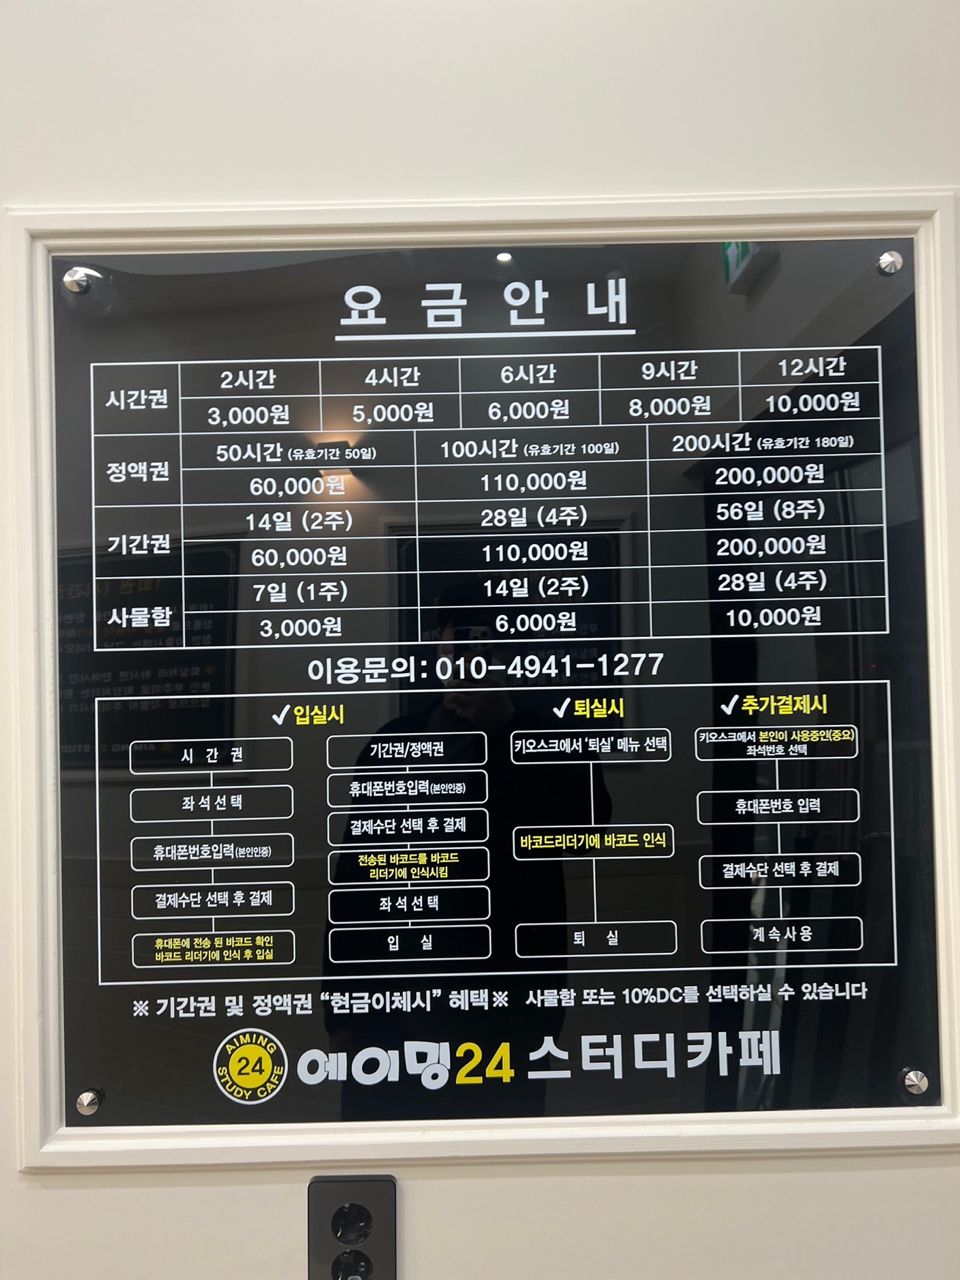 요금안내
시간권 2시간 4시간 6시간 9시간 12시간
3,000원 5,000원 6,000원 8,000원 10,000원
정액권 50시간 (유효기간 50일) 100시간 (유효기간 100일) 200시간 (유효기간 180일)
60,000원 110,000원 200,000원
기간권 14일 (2주) 28일 (4주) 56일 (8주)
60,000원 110,000원 200,000원
사물함 7일 (1주) 14일 (2주) 28일 (4주)
3,000원 6,000원 10,000원
이용문의: 010-4941-1277
✓입실시
시간권
좌석선택
휴대폰번호입력(본인인증)
결제수단 선택 후 결제
휴대폰에 전송 된 바코드 확인
바코드 리더기에 인식 후 입실
기간권/정액권
휴대폰번호입력(본인인증)
결제수단 선택 후 결제
전송된 바코드를 바코드
리더기에 인식시킴
좌석선택
입실
✓퇴실시
키오스크에서 '퇴실' 메뉴 선택
바코드리더기에 바코드 인식
퇴실
✓추가결제시
키오스크에서 본인이 사용중인(중요)
좌석번호 선택
휴대폰번호 입력
결제수단 선택 후 결제
계속사용
※ 기간권 및 정액권 “현금이체시” 혜택※ 사물함 또는 10%DC를 선택하실 수 있습니다
AIMING
24
STUDY CAFE
에이밍24 스터디카페